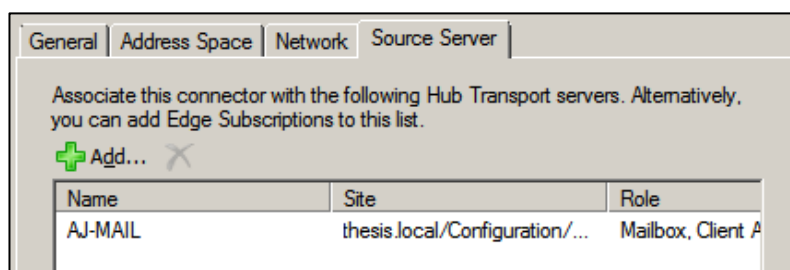 General Address Space Network Source Server
Associate this connector with the following Hub Transport servers. Alternatively,
you can add Edge Subscriptions to this list.
Add...
Name Site Role
AJ-MAIL thesis.local/Configuration/... Mailbox, Client A